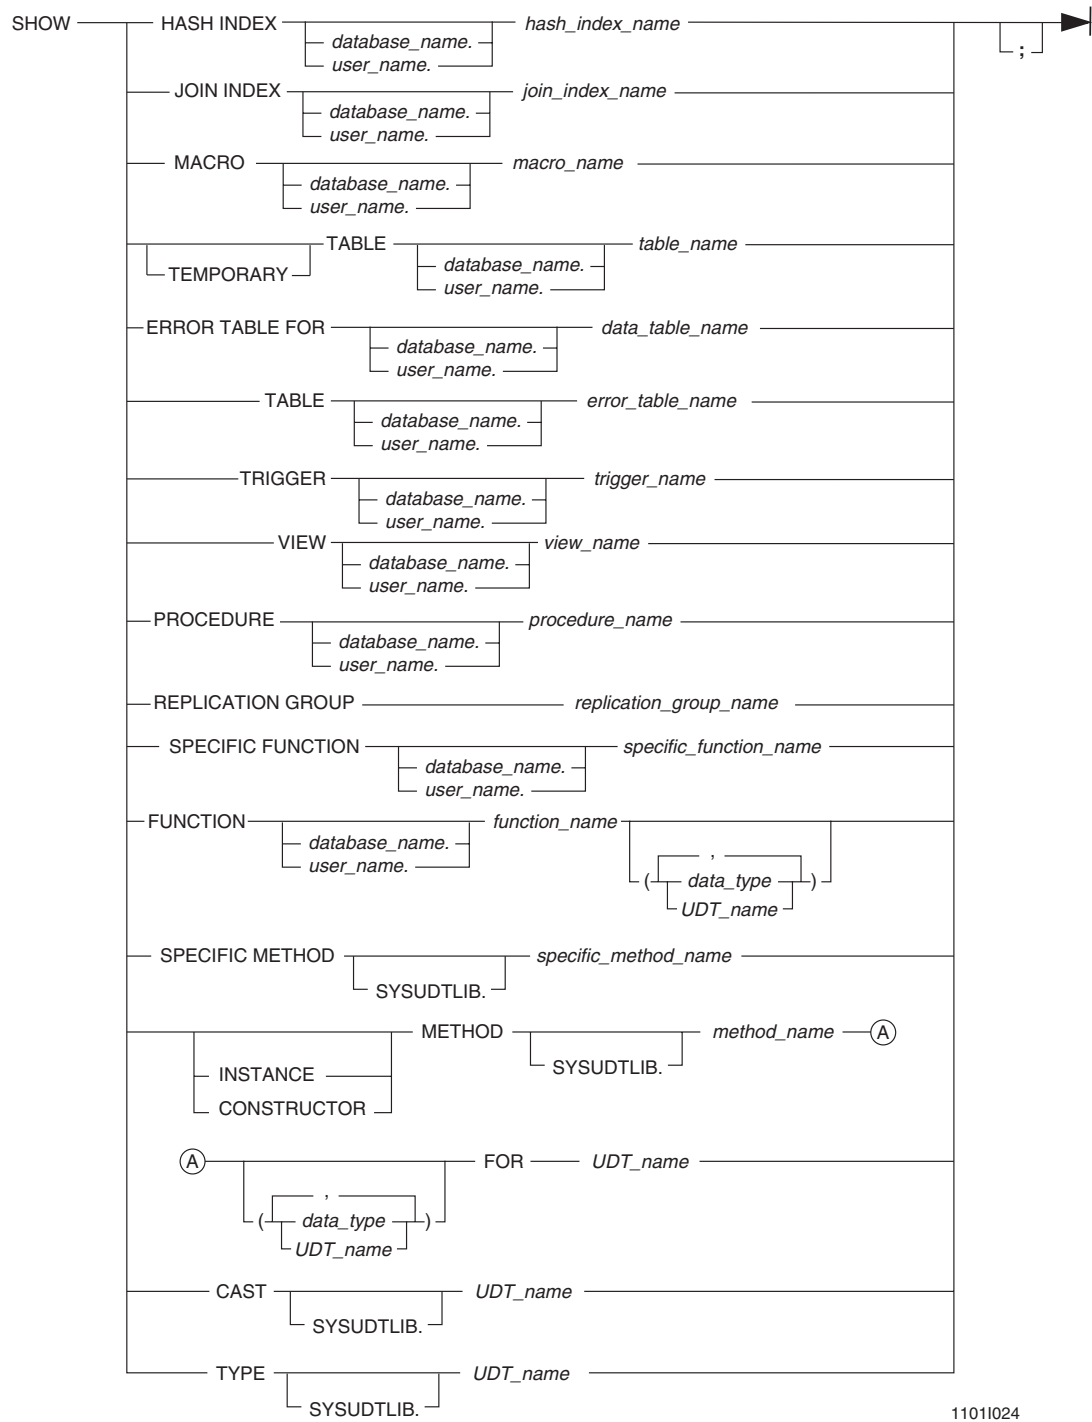 SHOW HASH INDEX hash_index_name
database_name.
user_name.
;
JOIN INDEX join_index_name
database_name.
user_name.
MACRO macro_name
database_name.
user_name.
TABLE table_name
TEMPORARY
database_name.
user_name.
ERROR TABLE FOR data_table_name
database_name.
user_name.
TABLE error_table_name
database_name.
user_name.
TRIGGER trigger_name
database_name.
user_name.
VIEW view_name
database_name.
user_name.
PROCEDURE procedure_name
database_name.
user_name.
REPLICATION GROUP replication_group_name
SPECIFIC FUNCTION specific_function_name
database_name.
user_name.
FUNCTION function_name
database_name.
user_name.
,
( data_type )
UDT_name
SPECIFIC METHOD specific_method_name
SYSUDTLIB.
METHOD method_name A
INSTANCE
CONSTRUCTOR
SYSUDTLIB.
A FOR UDT_name
,
( data_type )
UDT_name
CAST UDT_name
SYSUDTLIB.
TYPE UDT_name
SYSUDTLIB.
1101I024